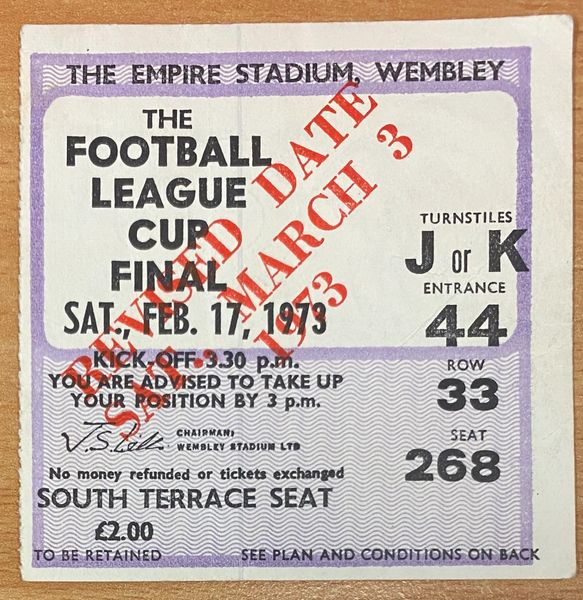 THE EMPIRE STADIUM, WEMBLEY
THE
FOOTBALL
LEAGUE
CUP
FINAL
SAT., FEB. 17, 1973
REVISED DATE
SAT., MARCH 3
1973
KICK-OFF 3.30 p.m.
YOU ARE ADVISED TO TAKE UP
YOUR POSITION BY 3 p.m.
CHAIRMAN:
WEMBLEY STADIUM LTD
No money refunded or tickets exchanged
SOUTH TERRACE SEAT
£2.00
TO BE RETAINED
TURNSTILES
J or K
ENTRANCE
44
ROW
33
SEAT
268
SEE PLAN AND CONDITIONS ON BACK